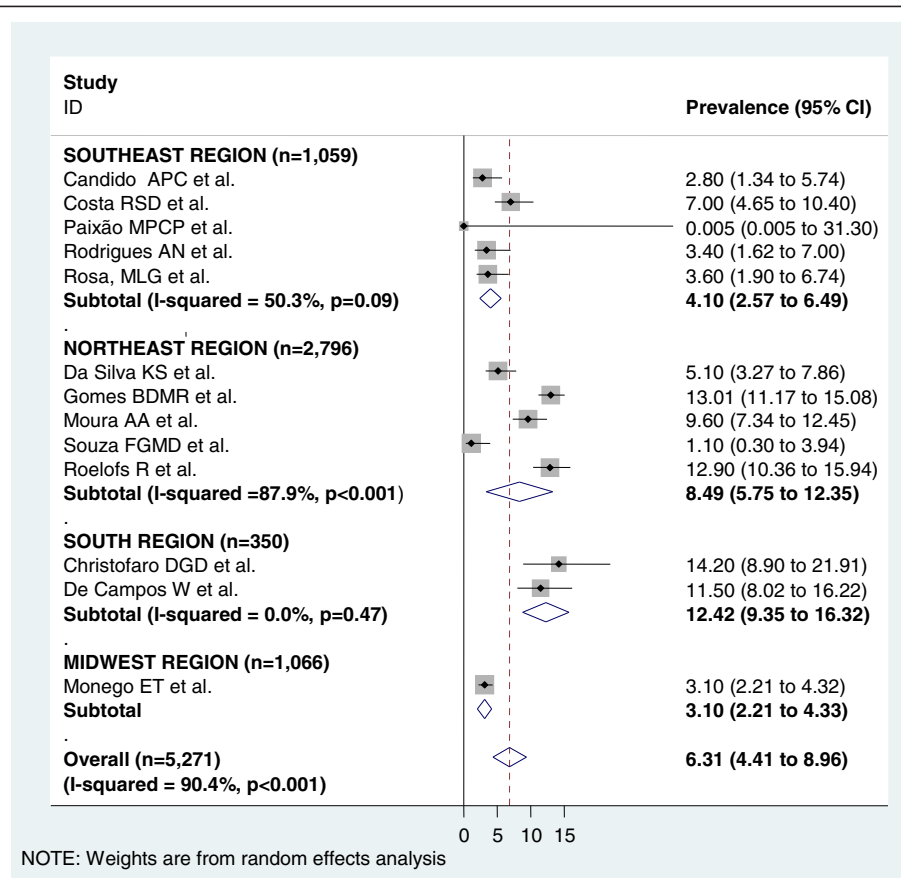 Study
ID Prevalence (95% CI)
SOUTHEAST REGION (n=1,059)
Candido APC et al. 2.80 (1.34 to 5.74)
Costa RSD et al. 7.00 (4.65 to 10.40)
Paixão MPCP et al. 0.005 (0.005 to 31.30)
Rodrigues AN et al. 3.40 (1.62 to 7.00)
Rosa, MLG et al. 3.60 (1.90 to 6.74)
Subtotal (I-squared = 50.3%, p=0.09) 4.10 (2.57 to 6.49)
.
NORTHEAST REGION (n=2,796)
Da Silva KS et al. 5.10 (3.27 to 7.86)
Gomes BDMR et al. 13.01 (11.17 to 15.08)
Moura AA et al. 9.60 (7.34 to 12.45)
Souza FGMD et al. 1.10 (0.30 to 3.94)
Roelofs R et al. 12.90 (10.36 to 15.94)
Subtotal (I-squared =87.9%, p<0.001) 8.49 (5.75 to 12.35)
.
SOUTH REGION (n=350)
Christofaro DGD et al. 14.20 (8.90 to 21.91)
De Campos W et al. 11.50 (8.02 to 16.22)
Subtotal (I-squared = 0.0%, p=0.47) 12.42 (9.35 to 16.32)
.
MIDWEST REGION (n=1,066)
Monego ET et al. 3.10 (2.21 to 4.32)
Subtotal 3.10 (2.21 to 4.33)
.
Overall (n=5,271) 6.31 (4.41 to 8.96)
(I-squared = 90.4%, p<0.001)
0 5 10 15
NOTE: Weights are from random effects analysis